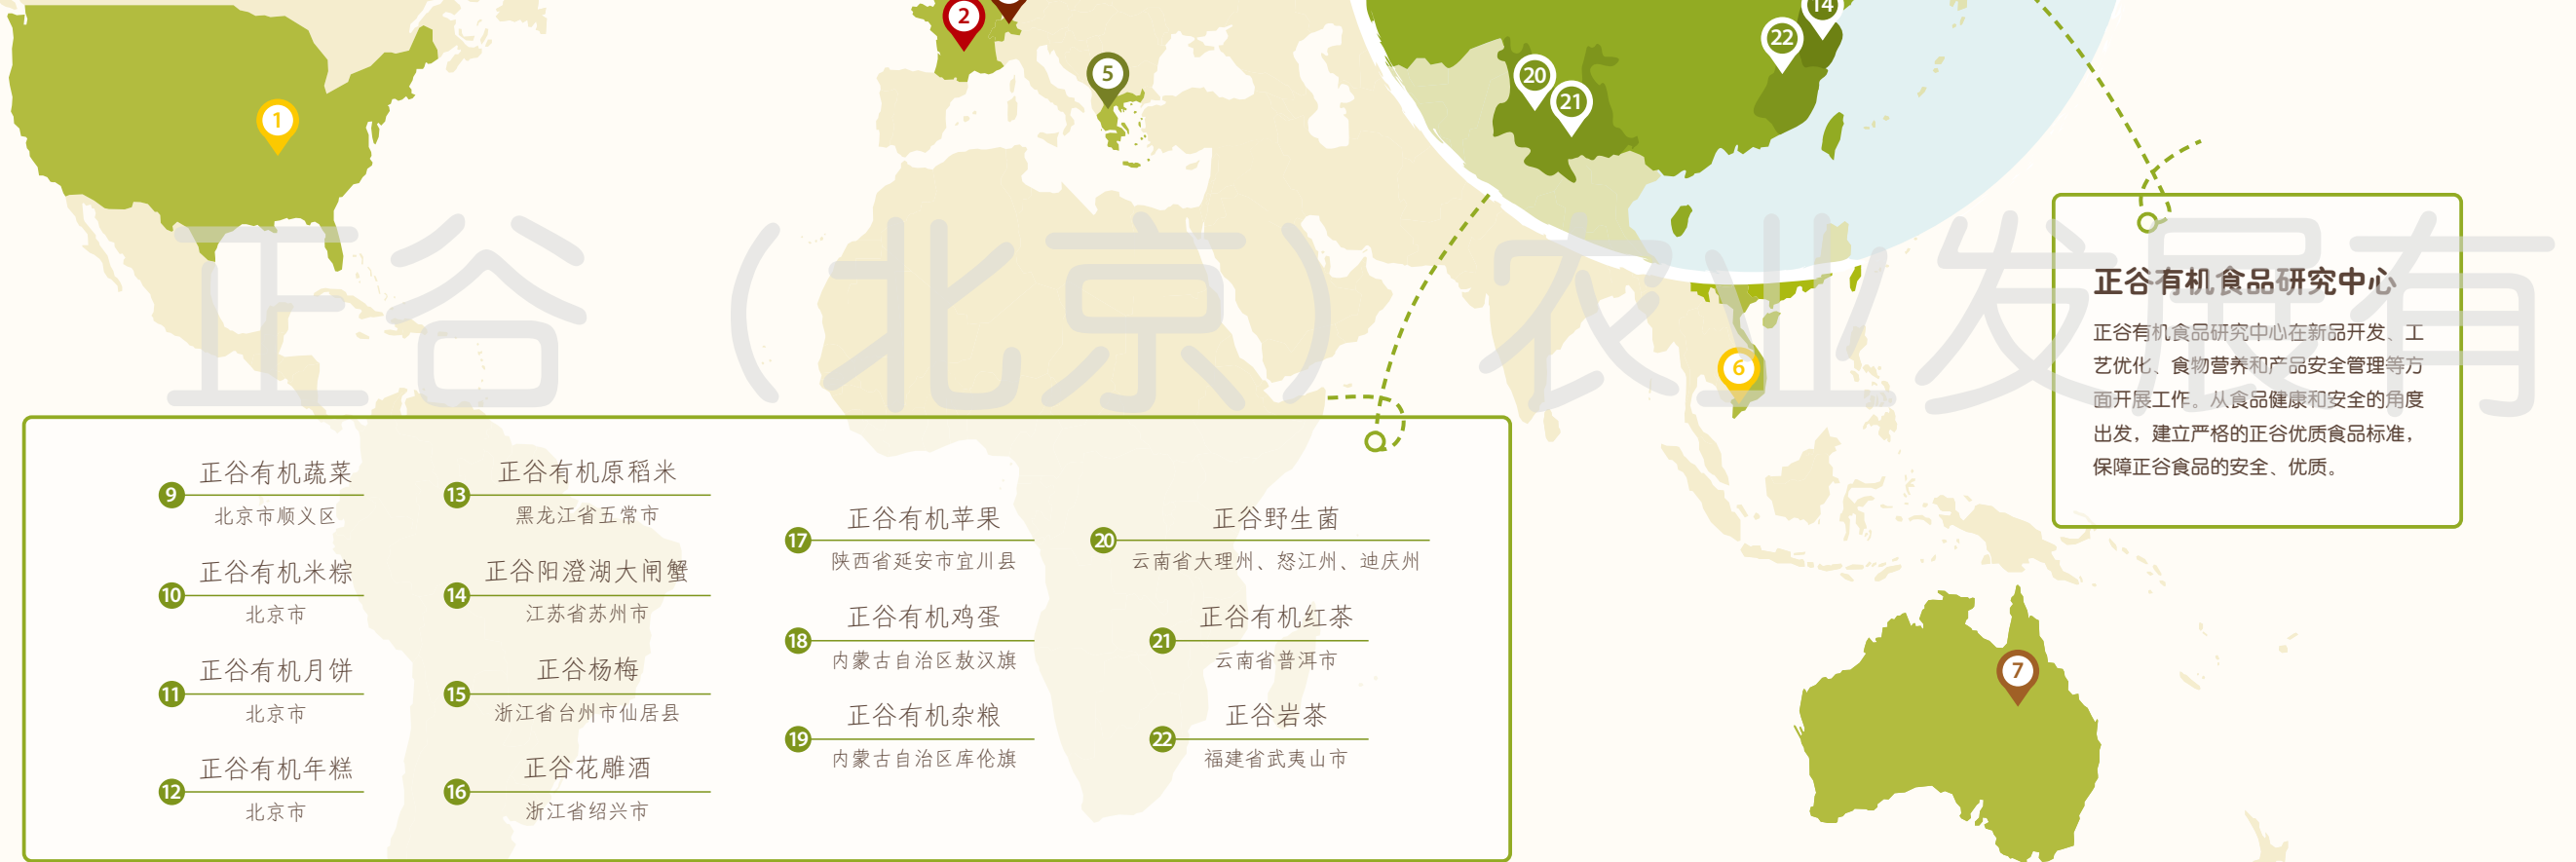 2
14
22
20
21
5
1
正谷（北京）农业发展有
正谷有机食品研究中心
正谷有机食品研究中心在新品开发、工
艺优化、食物营养和产品安全管理等方
面开展工作。从食品健康和安全的角度
出发，建立严格的正谷优质食品标准，
保障正谷食品的安全、优质。
6
7
9 正谷有机蔬菜
北京市顺义区
10 正谷有机米粽
北京市
11 正谷有机月饼
北京市
12 正谷有机年糕
北京市
13 正谷有机原稻米
黑龙江省五常市
14 正谷阳澄湖大闸蟹
江苏省苏州市
15 正谷杨梅
浙江省台州市仙居县
16 正谷花雕酒
浙江省绍兴市
17 正谷有机苹果
陕西省延安市宜川县
18 正谷有机鸡蛋
内蒙古自治区敖汉旗
19 正谷有机杂粮
内蒙古自治区库伦旗
20 正谷野生菌
云南省大理州、怒江州、迪庆州
21 正谷有机红茶
云南省普洱市
22 正谷岩茶
福建省武夷山市